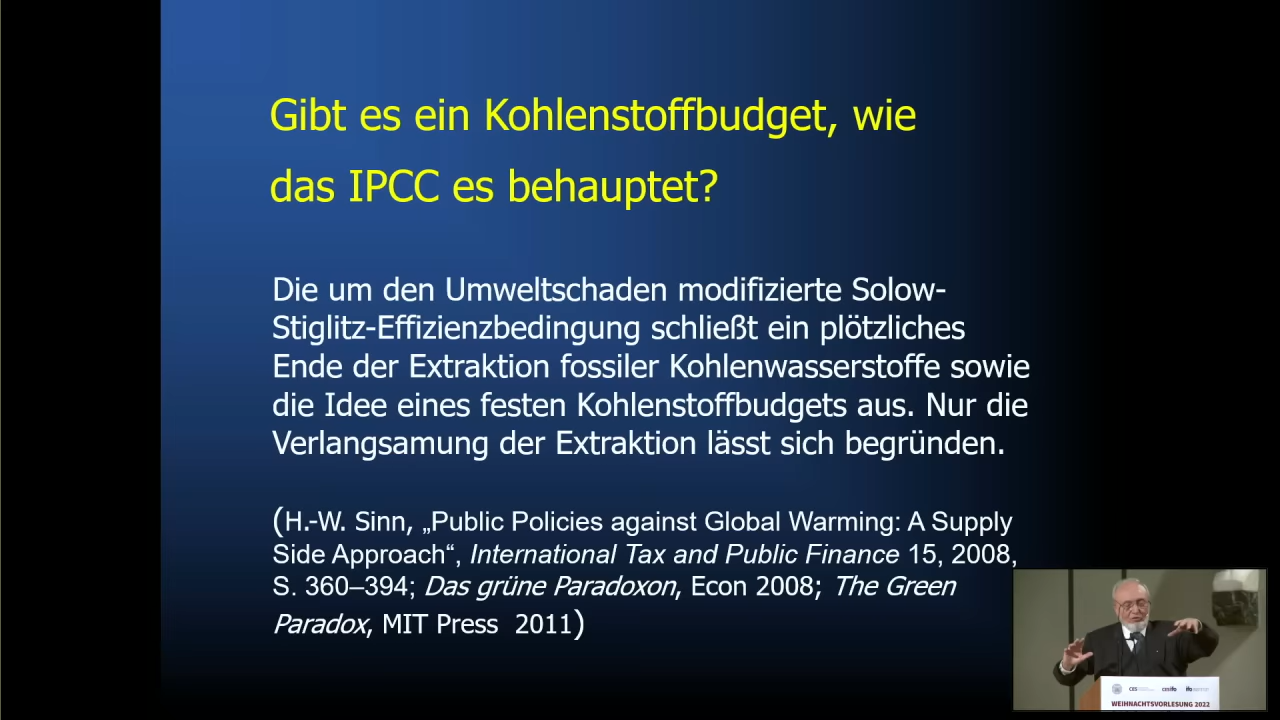 Gibt es ein Kohlenstoffbudget, wie
das IPCC es behauptet?
Die um den Umweltschaden modifizierte Solow-
Stiglitz-Effizienzbedingung schließt ein plötzliches
Ende der Extraktion fossiler Kohlenwasserstoffe sowie
die Idee eines festen Kohlenstoffbudgets aus. Nur die
Verlangsamung der Extraktion lässt sich begründen.
(H.-W. Sinn, „Public Policies against Global Warming: A Supply
Side Approach“, International Tax and Public Finance 15, 2008,
S. 360–394; Das grüne Paradoxon, Econ 2008; The Green
Paradox, MIT Press 2011)
CES CESifo ifo
WEIHNACHTSVORLESUNG 2022